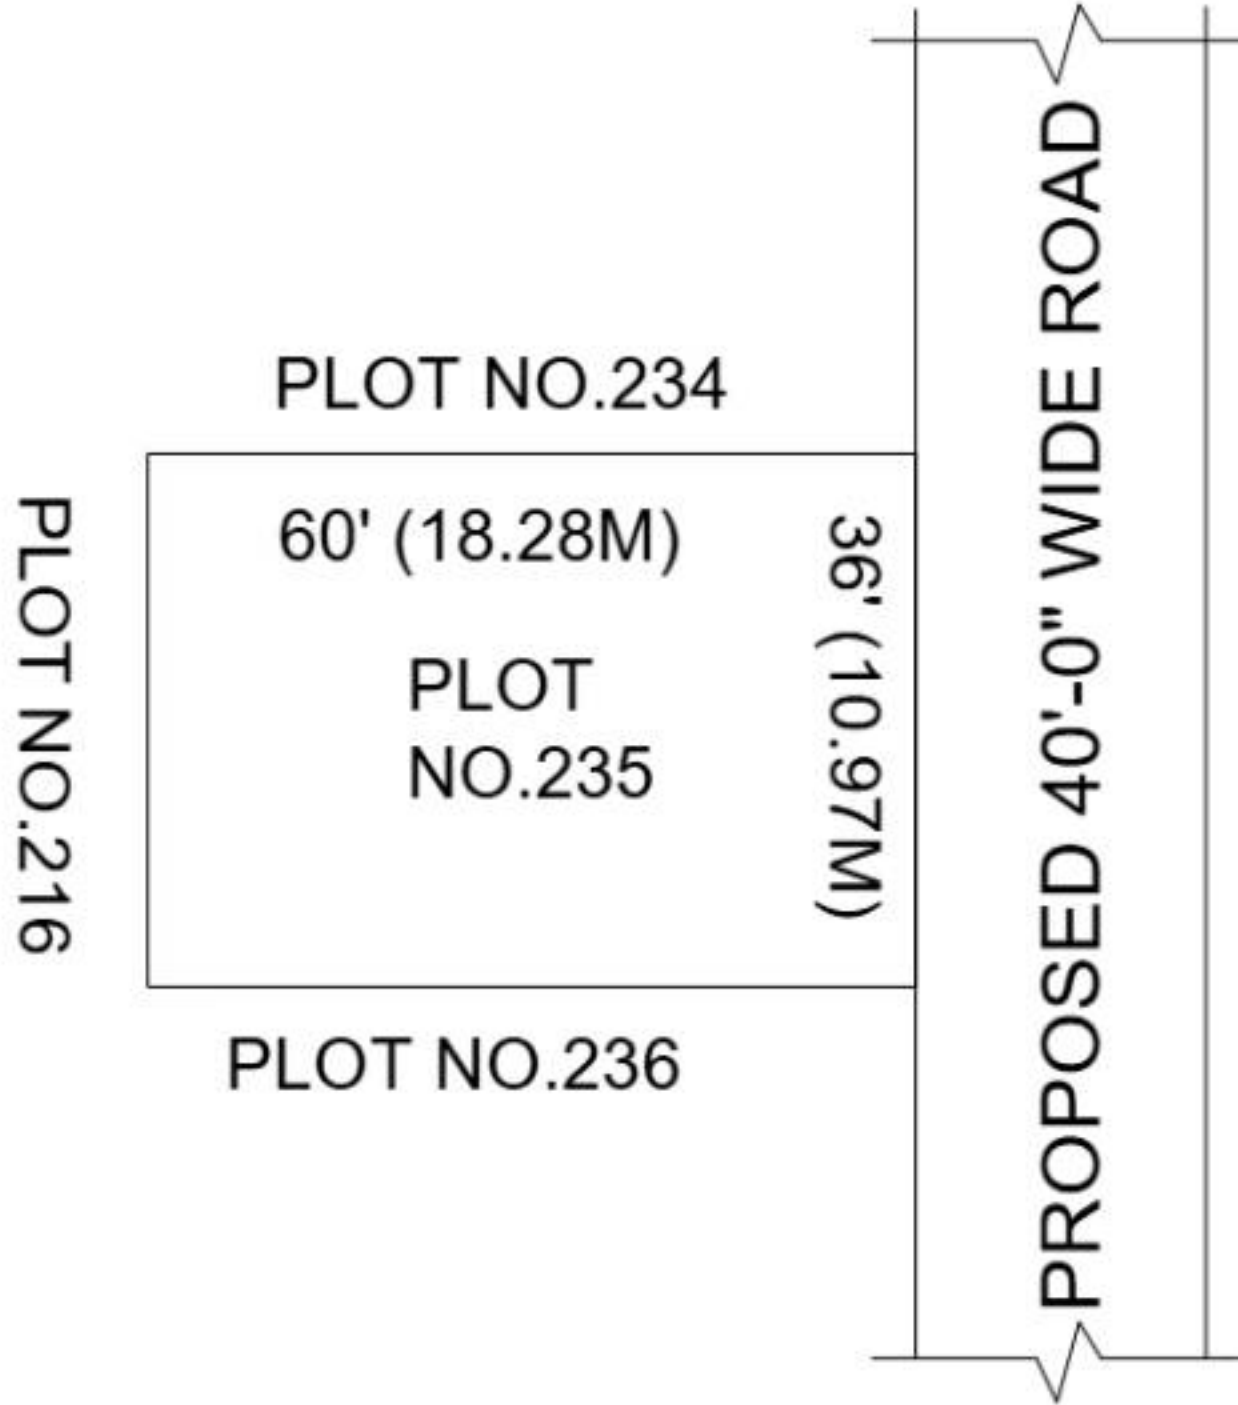 PLOT NO.234
60' (18.28M)
36' (10.97M)
PLOT
NO.235
PLOT NO.216
PLOT NO.236
PROPOSED 40'-0" WIDE ROAD